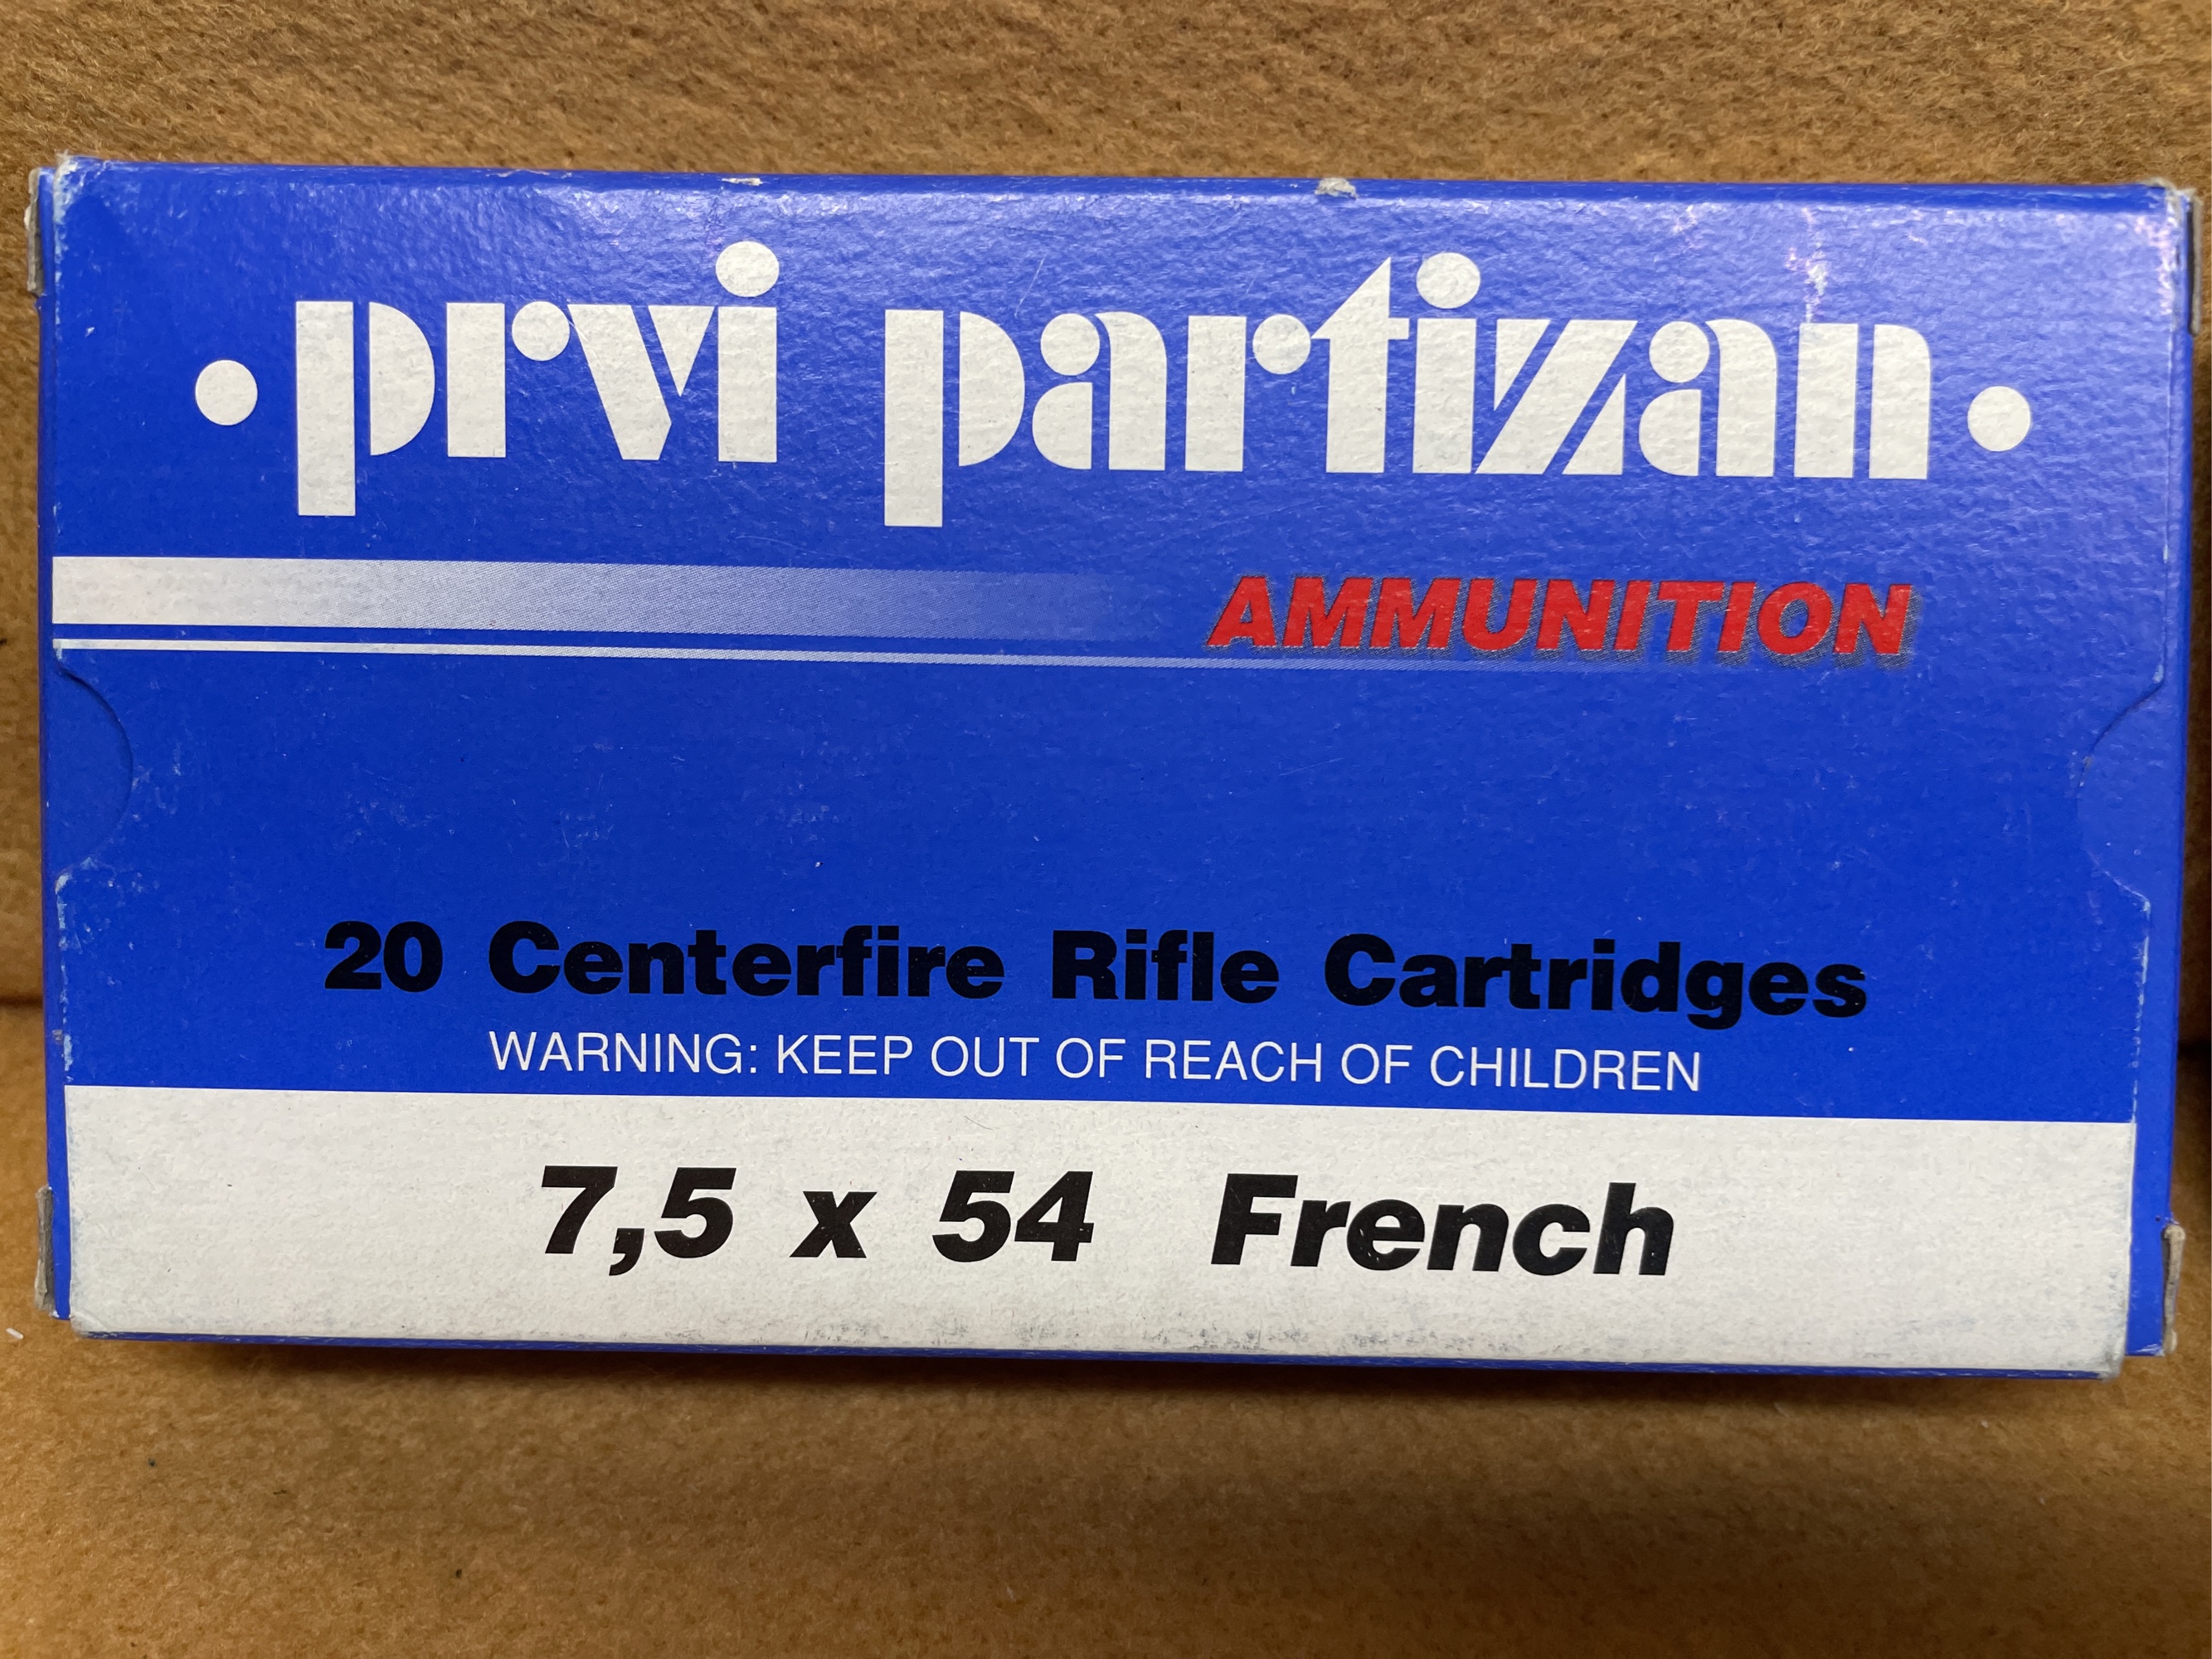 • prvi partizan •
AMMUNITION
20 Centerfire Rifle Cartridges
WARNING: KEEP OUT OF REACH OF CHILDREN
7,5 x 54 French